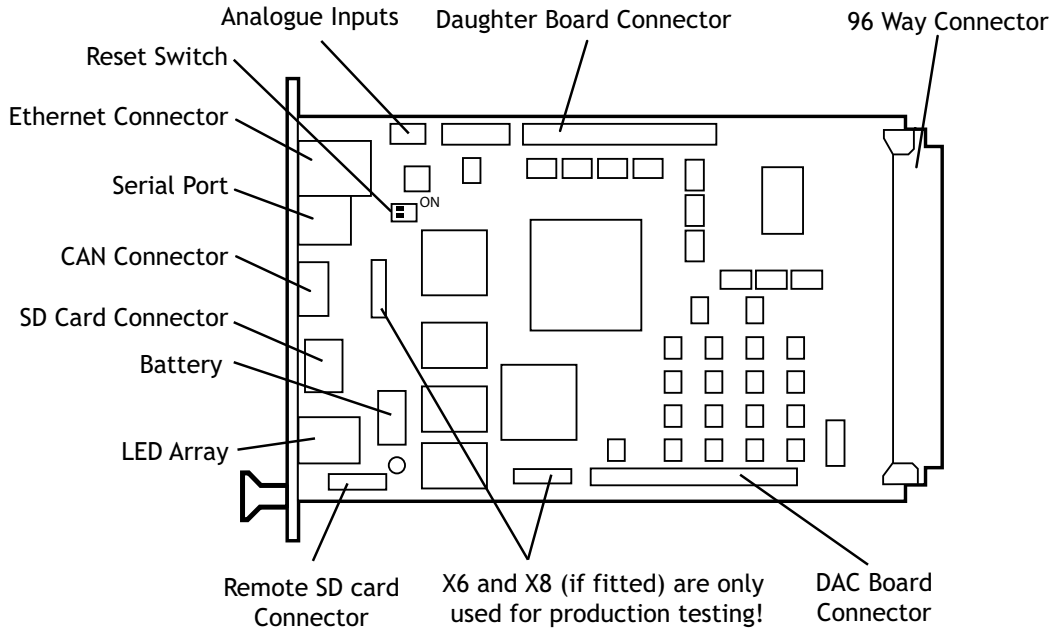 Analogue Inputs
Daughter Board Connector
96 Way Connector
Reset Switch
Ethernet Connector
Serial Port
ON
CAN Connector
SD Card Connector
Battery
LED Array
Remote SD card
Connector
X6 and X8 (if fitted) are only
used for production testing!
DAC Board
Connector